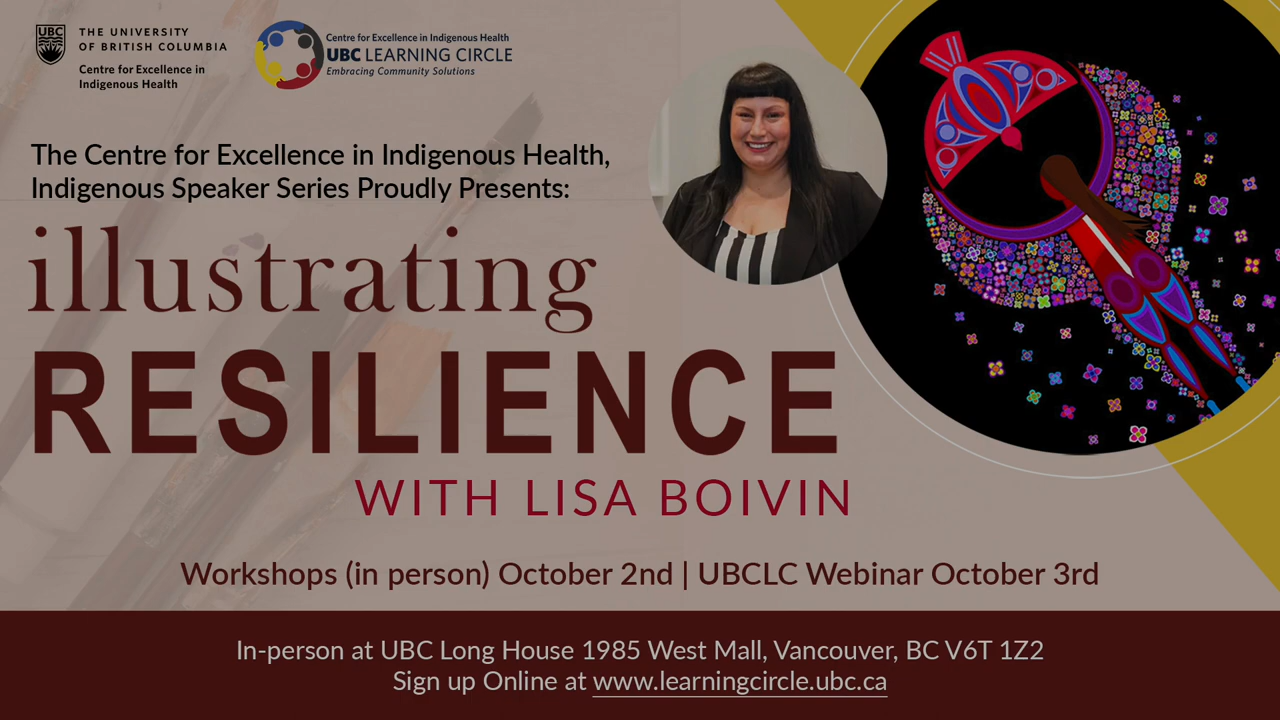 UBC
THE UNIVERSITY
OF BRITISH COLUMBIA
Centre for Excellence in
Indigenous Health
Centre for Excellence in Indigenous Health
UBC LEARNING CIRCLE
Embracing Community Solutions
The Centre for Excellence in Indigenous Health,
Indigenous Speaker Series Proudly Presents:
illustrating
RESILIENCE
WITH LISA BOIVIN
Workshops (in person) October 2nd | UBCLC Webinar October 3rd
In-person at UBC Long House 1985 West Mall, Vancouver, BC V6T 1Z2
Sign up Online at www.learningcircle.ubc.ca